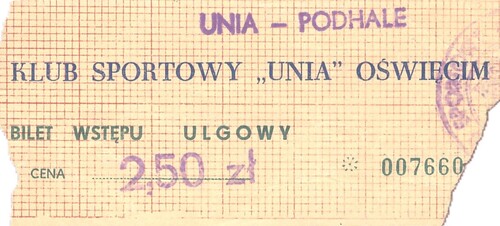 UNIA - PODHALE
KLUB SPORTOWY „UNIA” OŚWIĘCIM
BILET WSTĘPU ULGOWY
CENA 2,50 zł * 007660